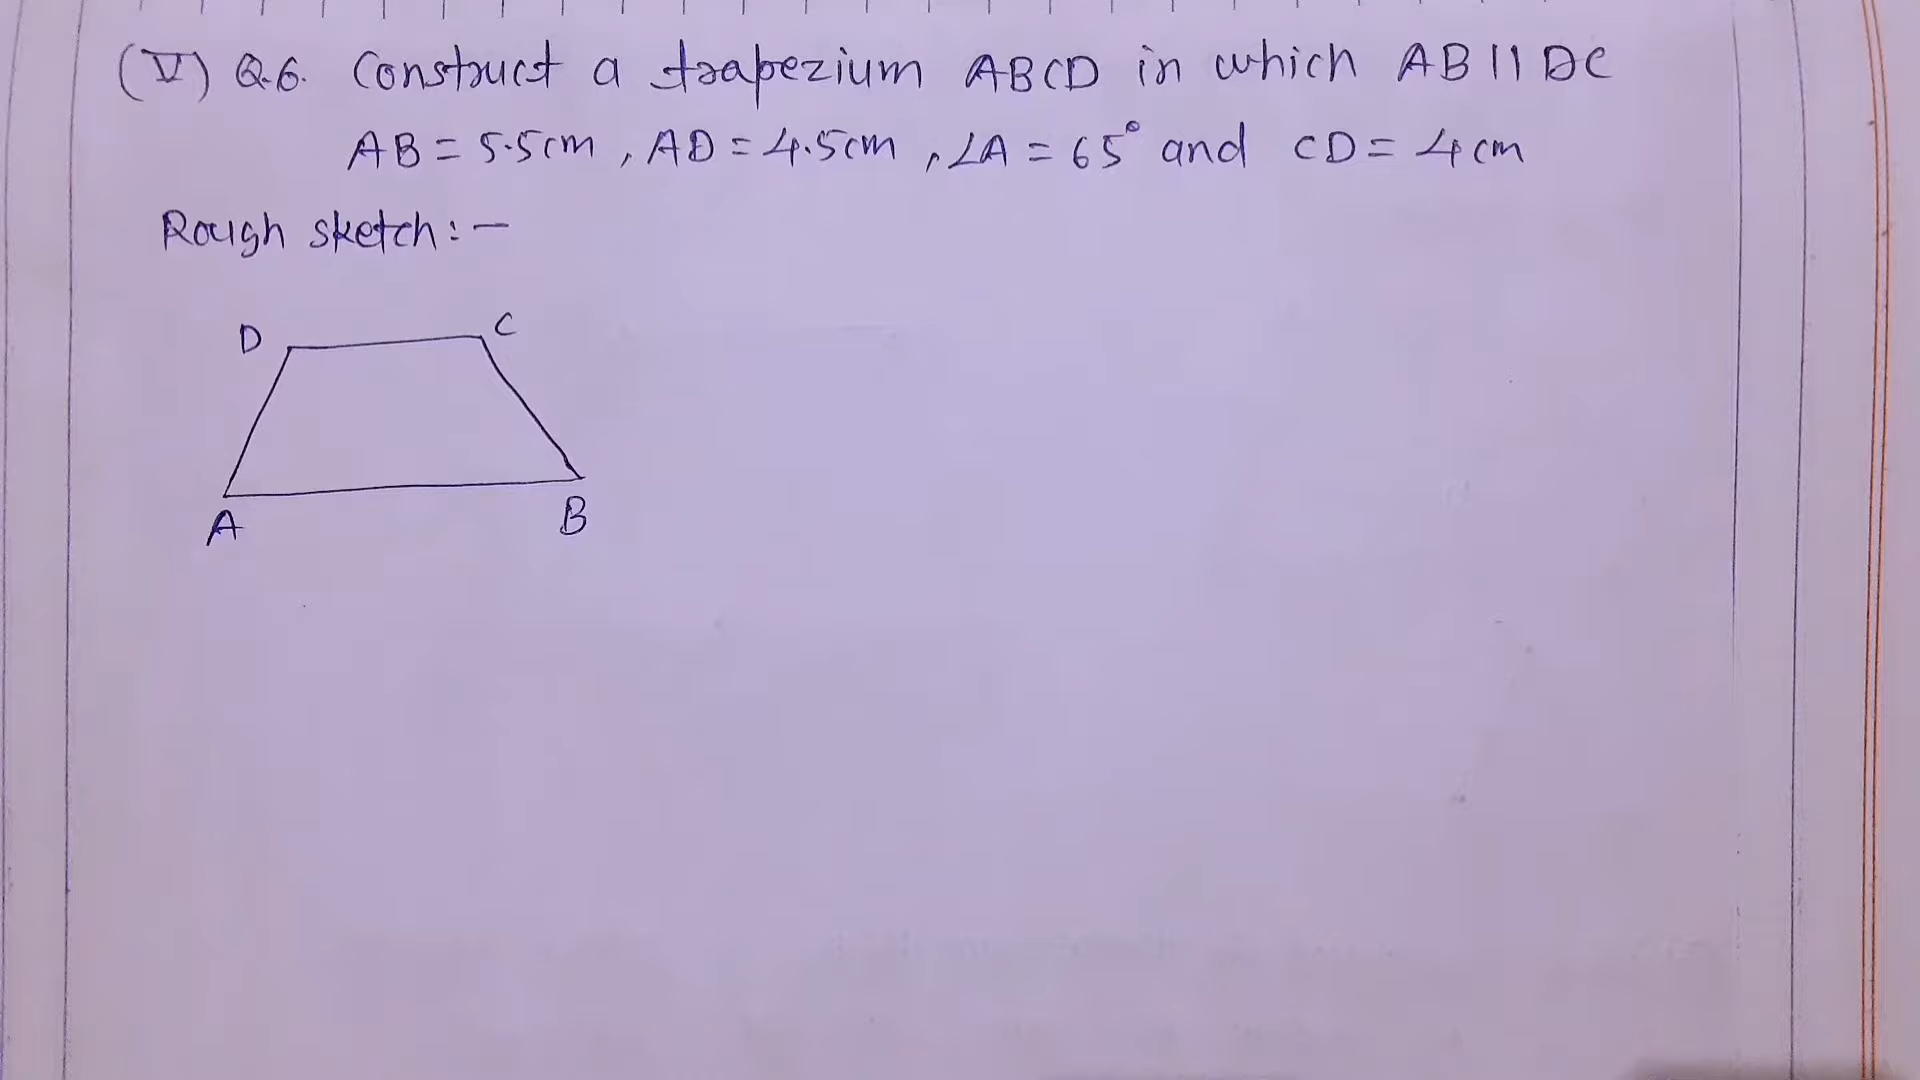 (V) Q.6. Construct a trapezium ABCD in which AB || DC
AB = 5.5cm, AD = 4.5cm, ∠A = 65° and CD = 4cm
Rough sketch:-
D C
A B